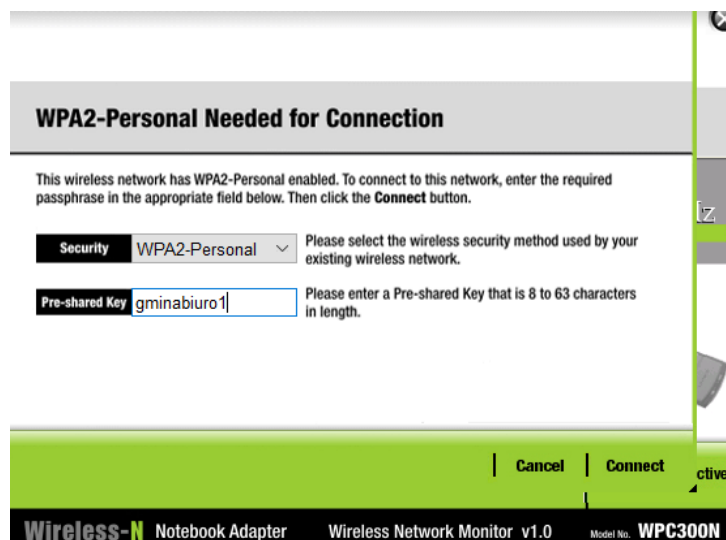 WPA2-Personal Needed for Connection
This wireless network has WPA2-Personal enabled. To connect to this network, enter the required
passphrase in the appropriate field below. Then click the Connect button.
Security WPA2-Personal Please select the wireless security method used by your
existing wireless network.
Pre-shared Key gminabiuro1 Please enter a Pre-shared Key that is 8 to 63 characters
in length.
Cancel Connect
Wireless-N Notebook Adapter Wireless Network Monitor v1.0 Model No. WPC300N